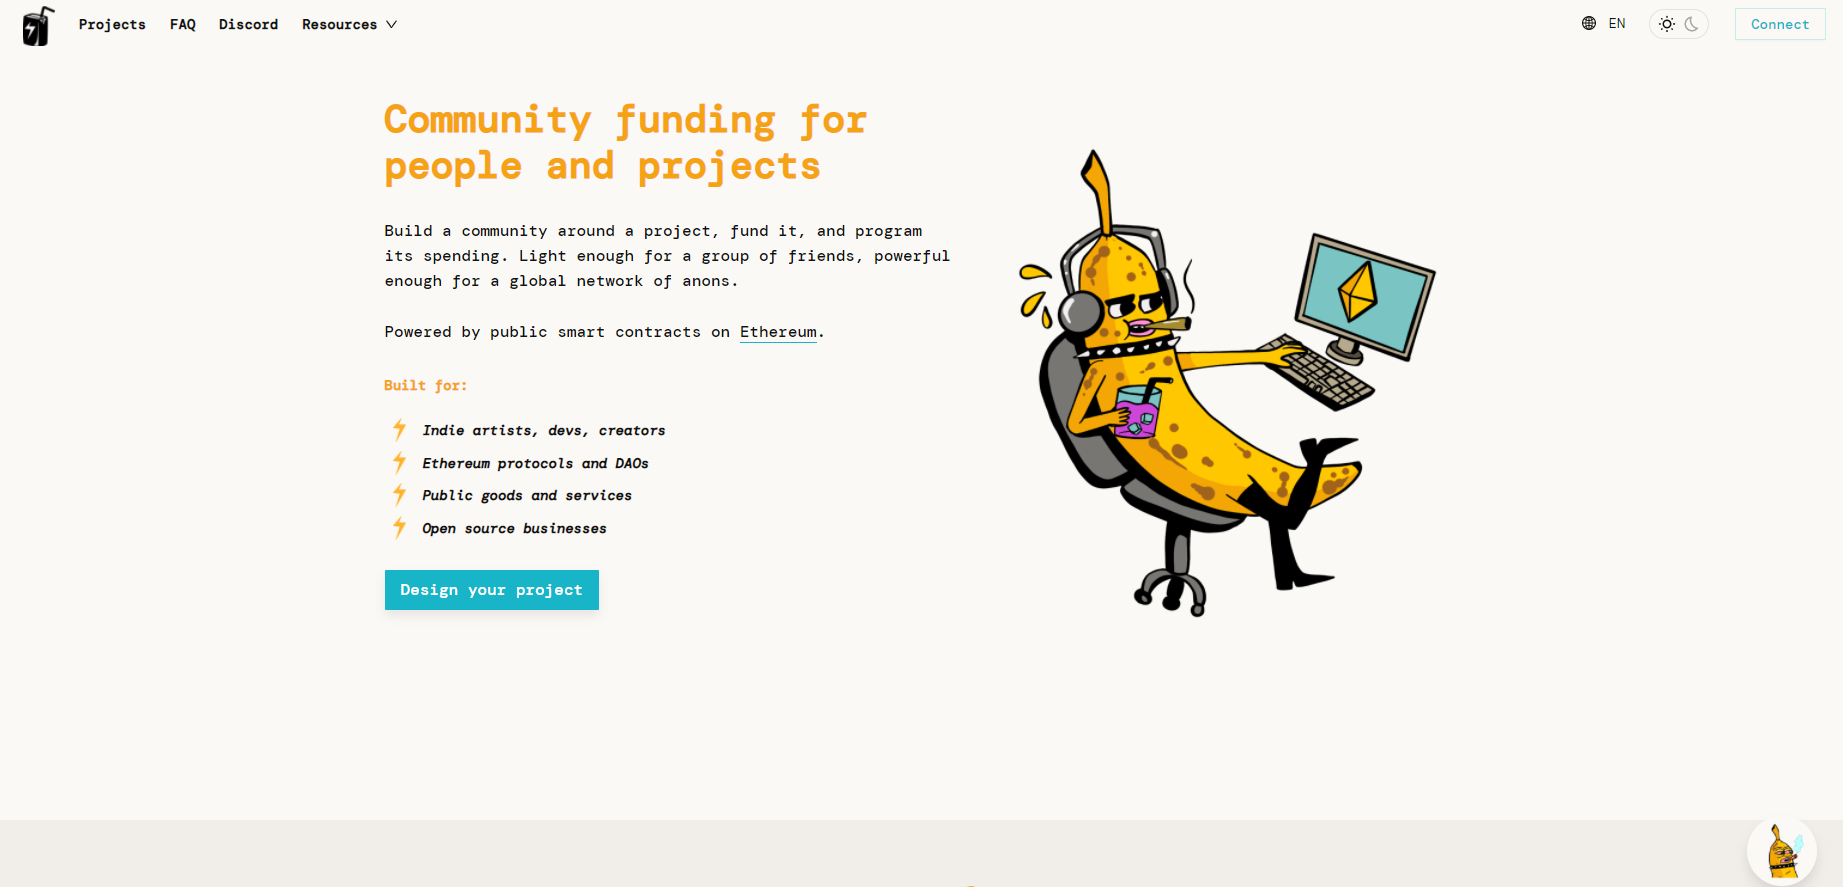 Projects FAQ Discord Resources EN Connect
Community funding for
people and projects
Build a community around a project, fund it, and program
its spending. Light enough for a group of friends, powerful
enough for a global network of anons.
Powered by public smart contracts on Ethereum.
Built for:
Indie artists, devs, creators
Ethereum protocols and DAOs
Public goods and services
Open source businesses
Design your project